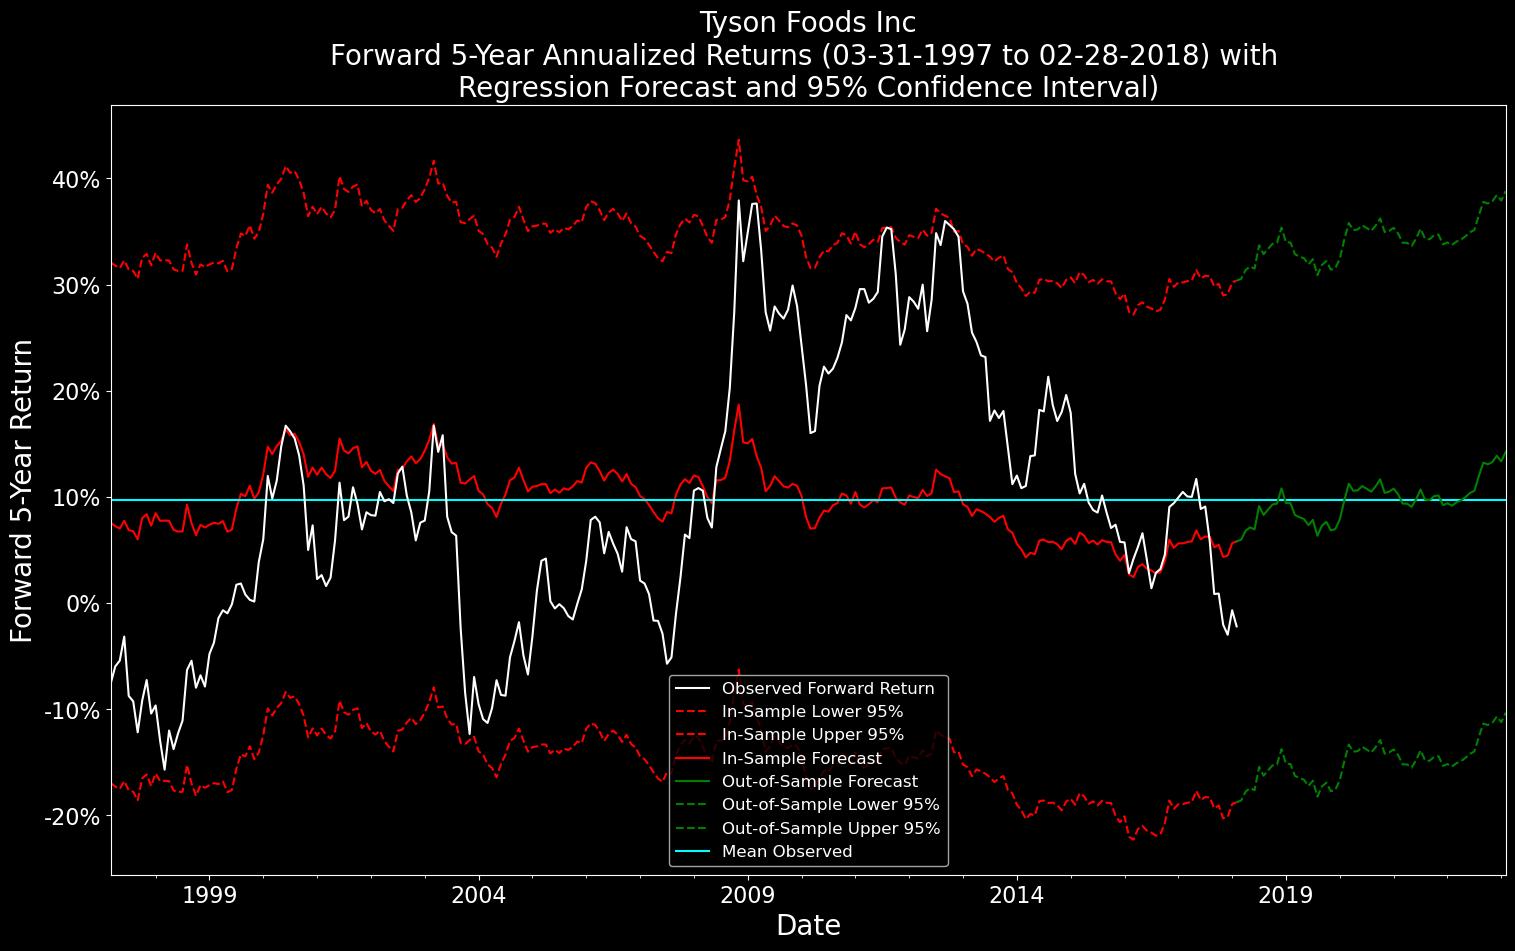 Tyson Foods Inc
Forward 5-Year Annualized Returns (03-31-1997 to 02-28-2018) with
Regression Forecast and 95% Confidence Interval)
Forward 5-Year Return
40%
30%
20%
10%
0%
-10%
-20%
Observed Forward Return
In-Sample Lower 95%
In-Sample Upper 95%
In-Sample Forecast
Out-of-Sample Forecast
Out-of-Sample Lower 95%
Out-of-Sample Upper 95%
Mean Observed
1999 2004 2009 2014 2019
Date